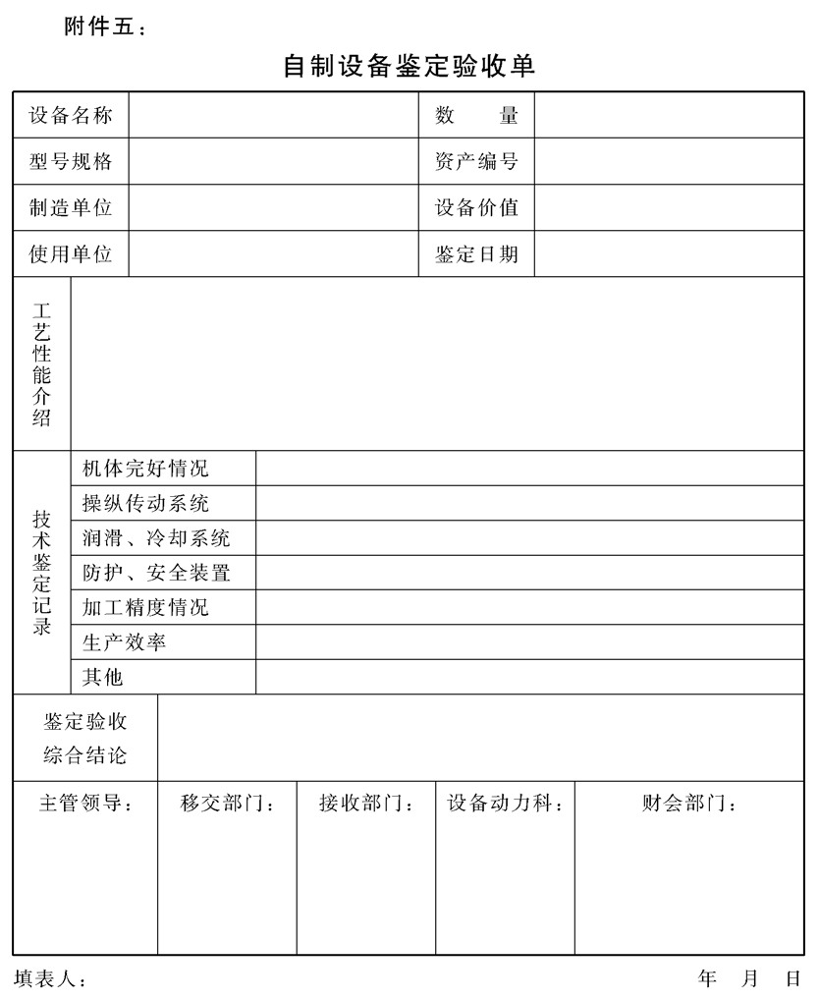 附件五：
自制设备鉴定验收单
设备名称 数　　量
型号规格 资产编号
制造单位 设备价值
使用单位 鉴定日期
工艺性能介绍
技术鉴定记录
机体完好情况
操纵传动系统
润滑、冷却系统
防护、安全装置
加工精度情况
生产效率
其他
鉴定验收
综合结论
主管领导： 移交部门： 接收部门： 设备动力科： 财会部门：
填表人： 年　月　日